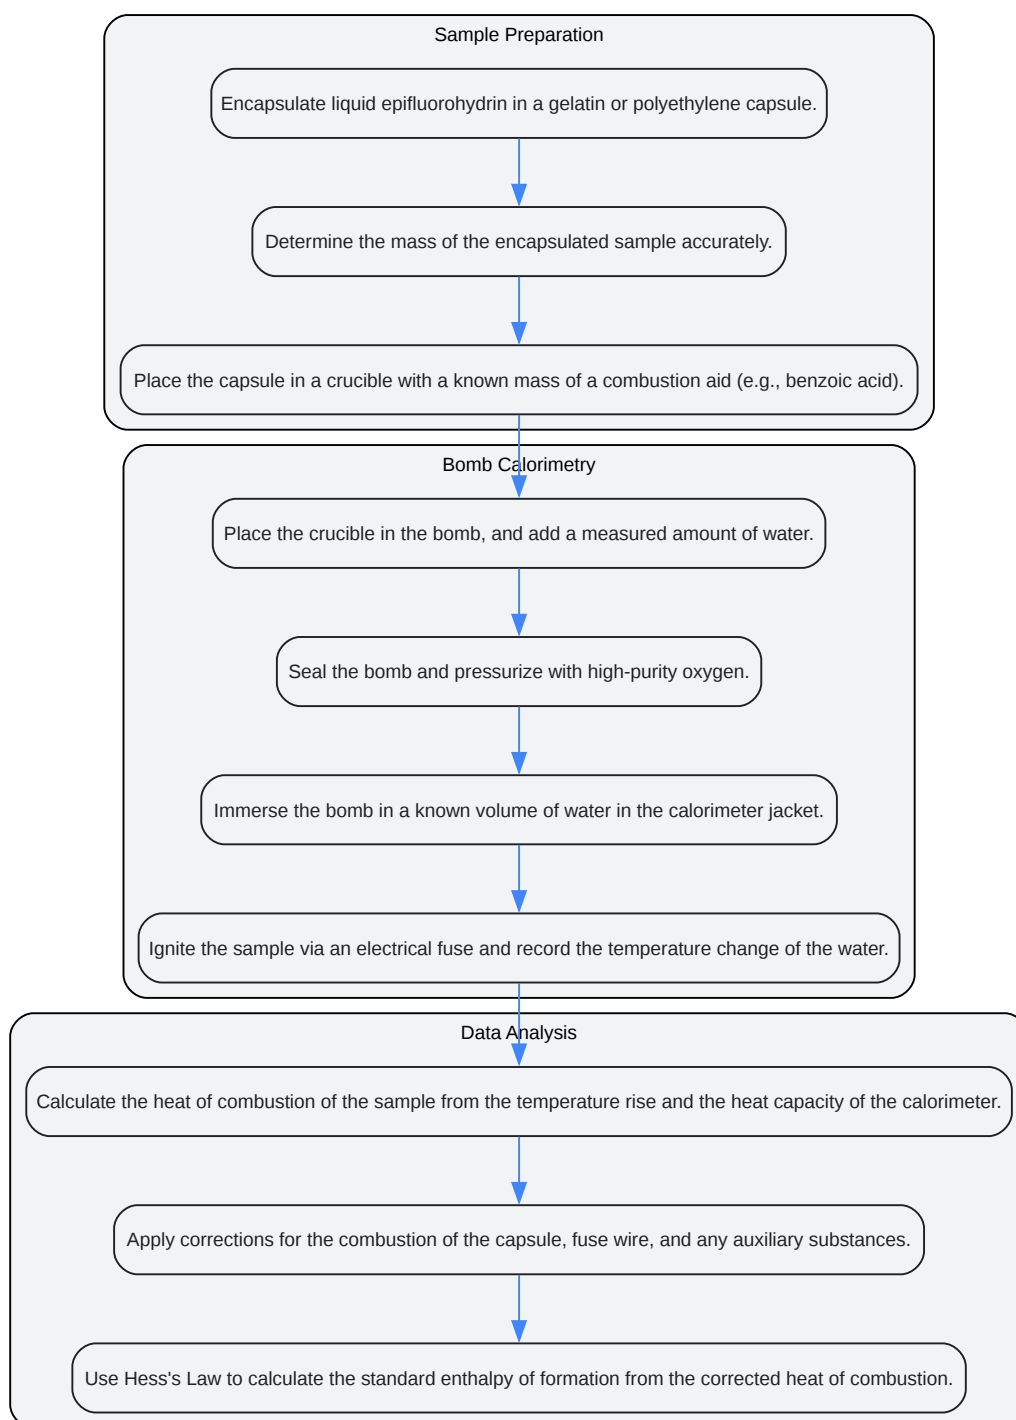 Sample Preparation
Encapsulate liquid epifluorohydrin in a gelatin or polyethylene capsule.
Determine the mass of the encapsulated sample accurately.
Place the capsule in a crucible with a known mass of a combustion aid (e.g., benzoic acid).
Bomb Calorimetry
Place the crucible in the bomb, and add a measured amount of water.
Seal the bomb and pressurize with high-purity oxygen.
Immerse the bomb in a known volume of water in the calorimeter jacket.
Ignite the sample via an electrical fuse and record the temperature change of the water.
Data Analysis
Calculate the heat of combustion of the sample from the temperature rise and the heat capacity of the calorimeter.
Apply corrections for the combustion of the capsule, fuse wire, and any auxiliary substances.
Use Hess's Law to calculate the standard enthalpy of formation from the corrected heat of combustion.